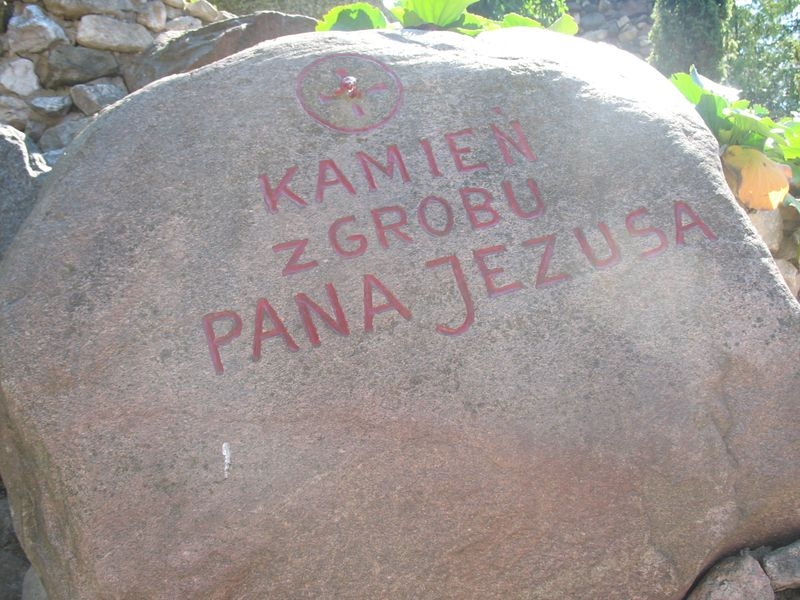 KAMIEŃ
Z GROBU
PANA JEZUSA